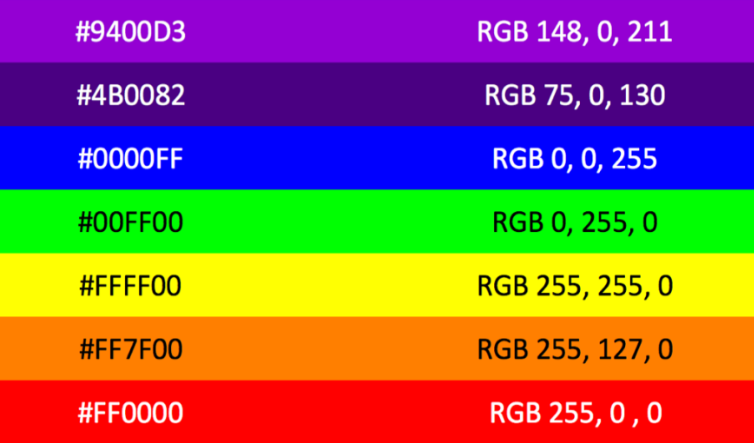 #9400D3 RGB 148, 0, 211
#4B0082 RGB 75, 0, 130
#0000FF RGB 0, 0, 255
#00FF00 RGB 0, 255, 0
#FFFF00 RGB 255, 255, 0
#FF7F00 RGB 255, 127, 0
#FF0000 RGB 255, 0 , 0